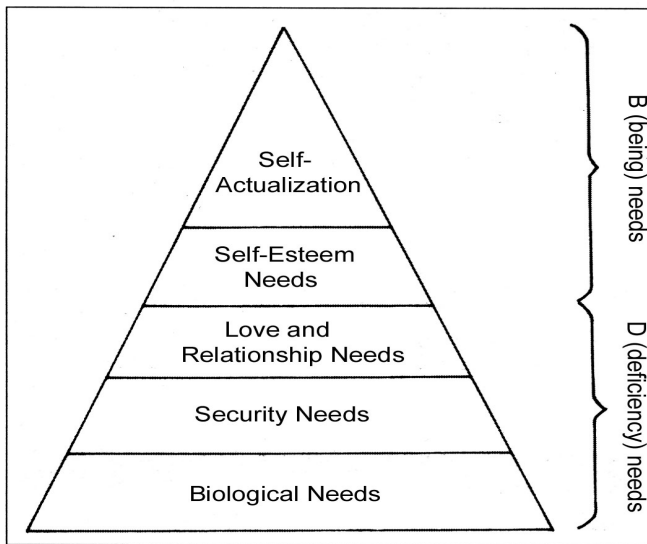 Self-
Actualization
Self-Esteem
Needs
Love and
Relationship Needs
Security Needs
Biological Needs
B (being) needs
D (deficiency) needs